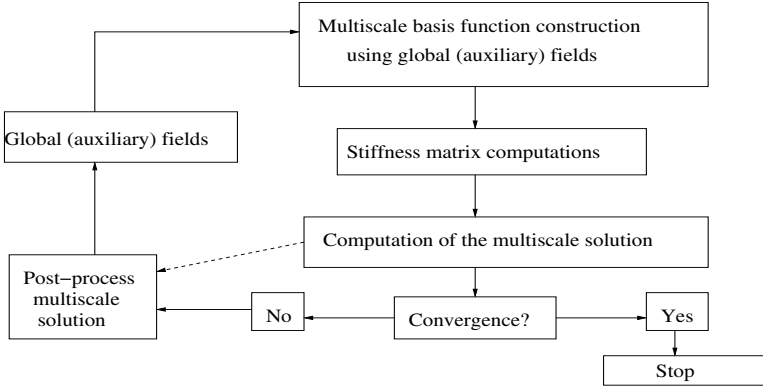 Multiscale basis function construction
using global (auxiliary) fields
Global (auxiliary) fields
Stiffness matrix computations
Computation of the multiscale solution
Post−process
multiscale
solution
No
Convergence?
Yes
Stop